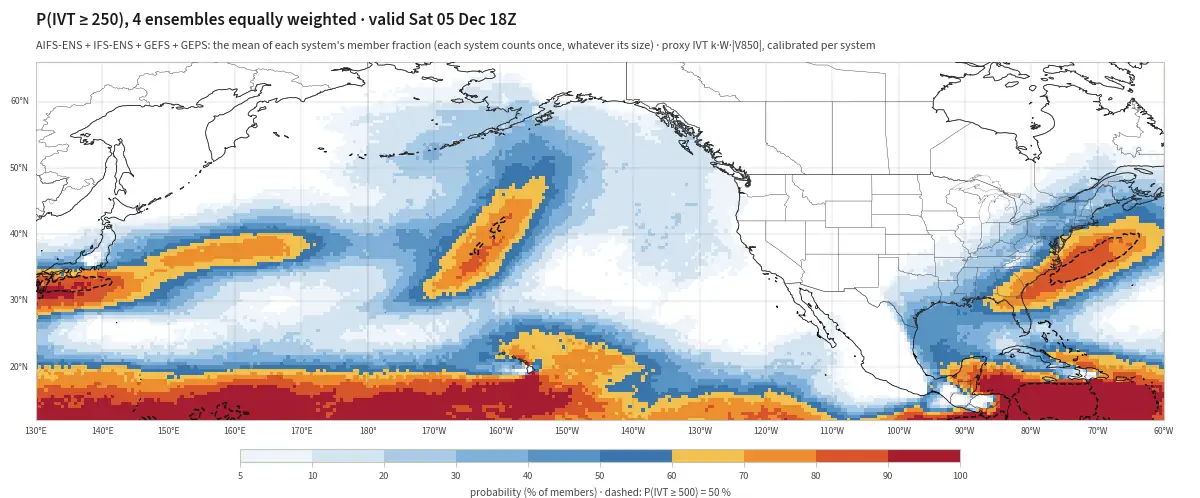 P(IVT ≥ 250), 4 ensembles equally weighted · valid Sat 05 Dec 18Z
AIFS-ENS + IFS-ENS + GEFS + GEPS: the mean of each system's member fraction (each system counts once, whatever its size) · proxy IVT k·W·|V850|, calibrated per system
60°N
50°N
40°N
30°N
20°N
130°E 140°E 150°E 160°E 170°E 180° 170°W 160°W 150°W 140°W 130°W 120°W 110°W 100°W 90°W 80°W 70°W 60°W
5 10 20 30 40 50 60 70 80 90 100
probability (% of members) · dashed: P(IVT ≥ 500) = 50 %